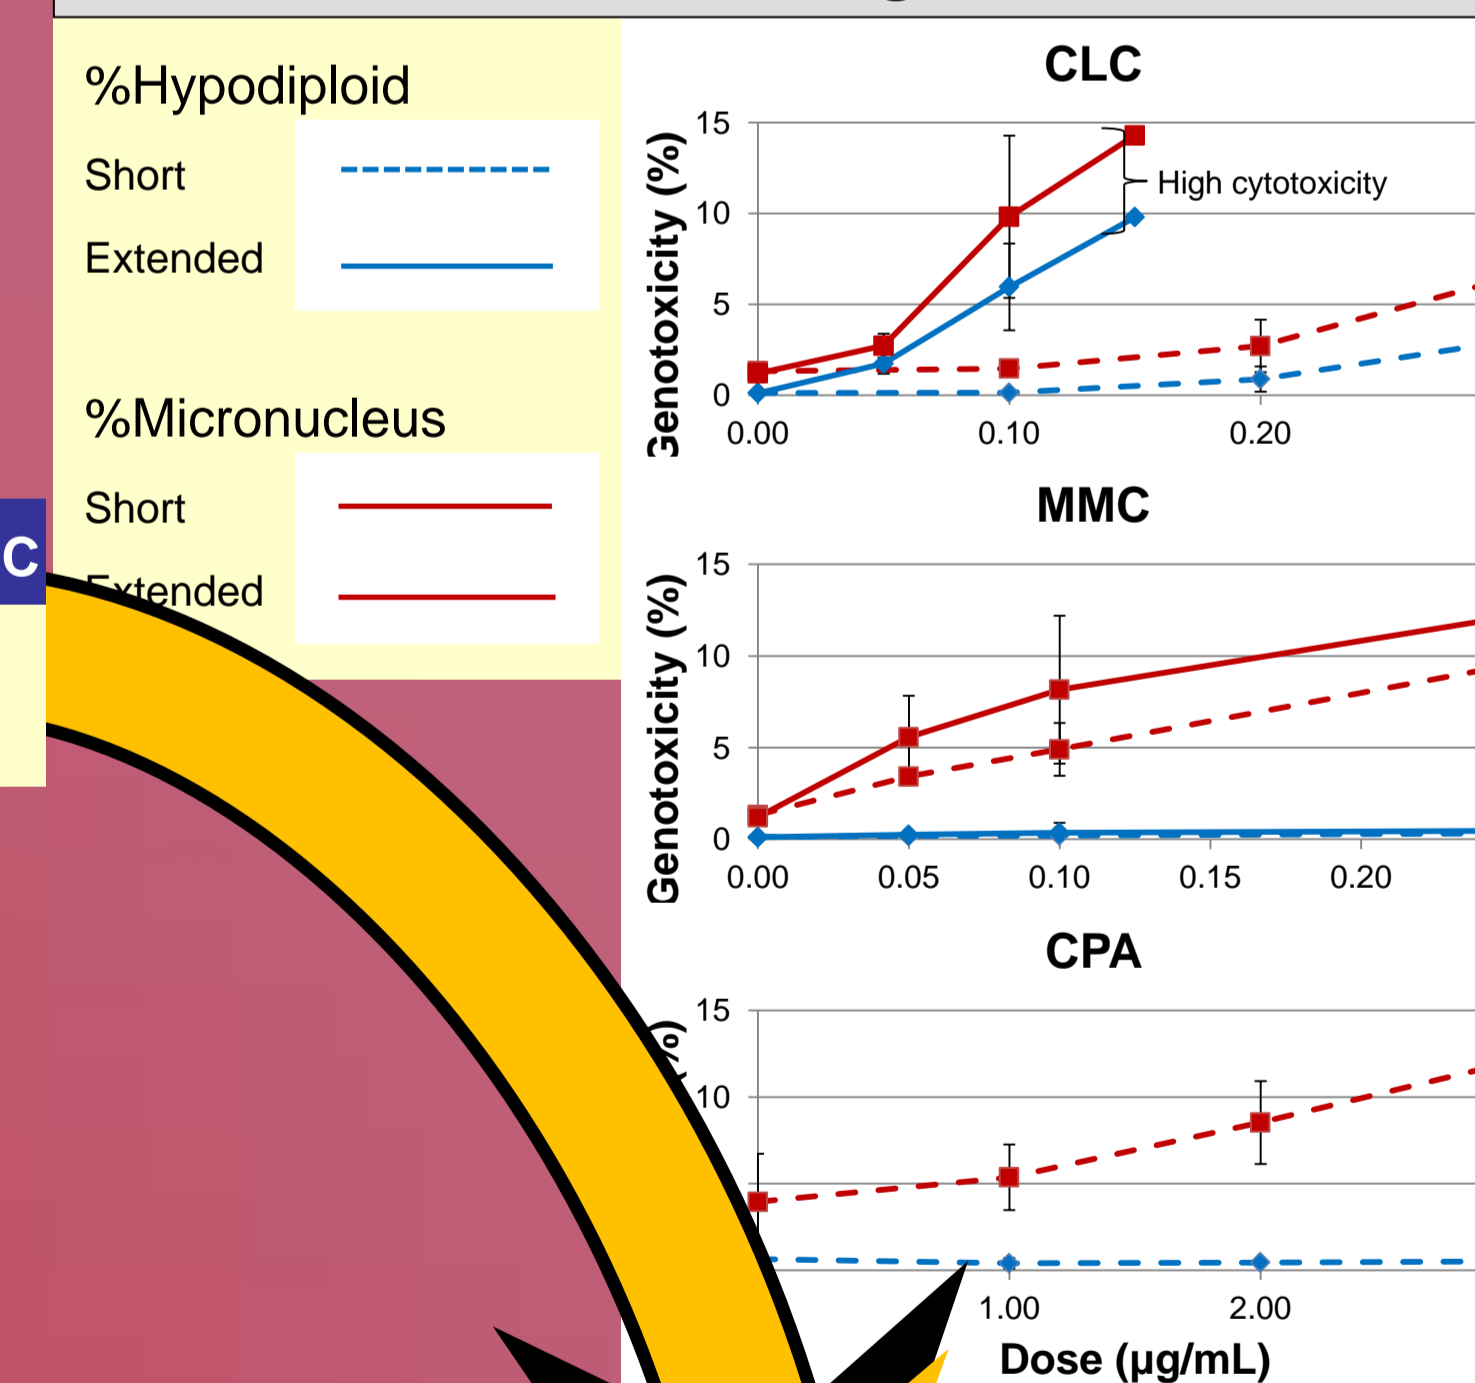 %Hypodiploid
Short
Extended
%Micronucleus
Short
Extended
C
CLC
Genotoxicity (%)
15
10
5
0
High cytotoxicity
0.00 0.10 0.20
MMC
Genotoxicity (%)
15
10
5
0
0.00 0.05 0.10 0.15 0.20
CPA
%)
15
10
1.00 2.00
Dose (µg/mL)